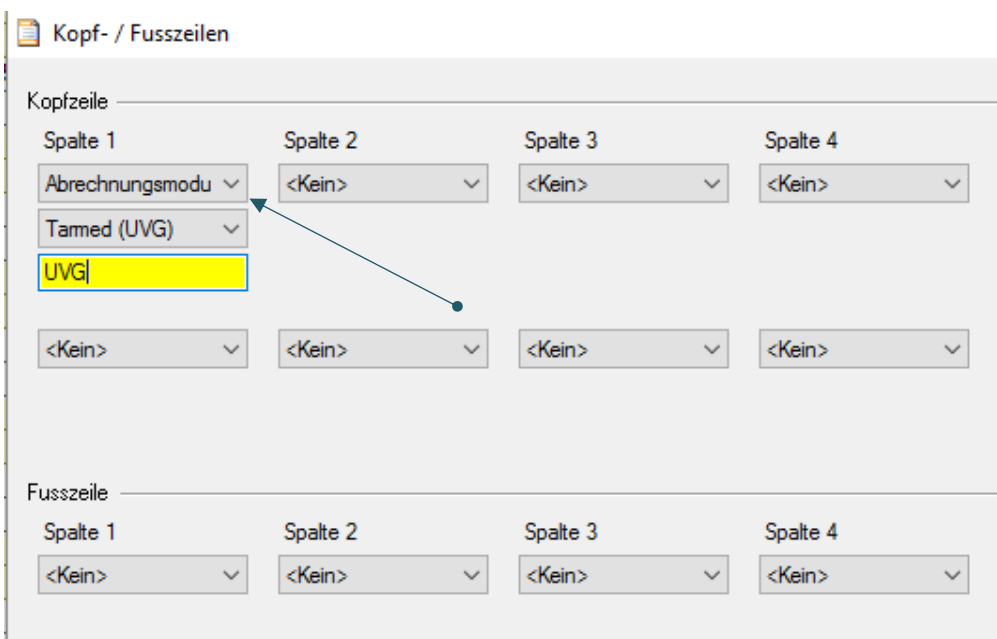 Kopf- / Fusszeilen
Kopfzeile
Spalte 1 Spalte 2 Spalte 3 Spalte 4
Abrechnungsmodu <Kein> <Kein> <Kein>
Tarmed (UVG)
UVG
<Kein> <Kein> <Kein> <Kein>
Fusszeile
Spalte 1 Spalte 2 Spalte 3 Spalte 4
<Kein> <Kein> <Kein> <Kein>